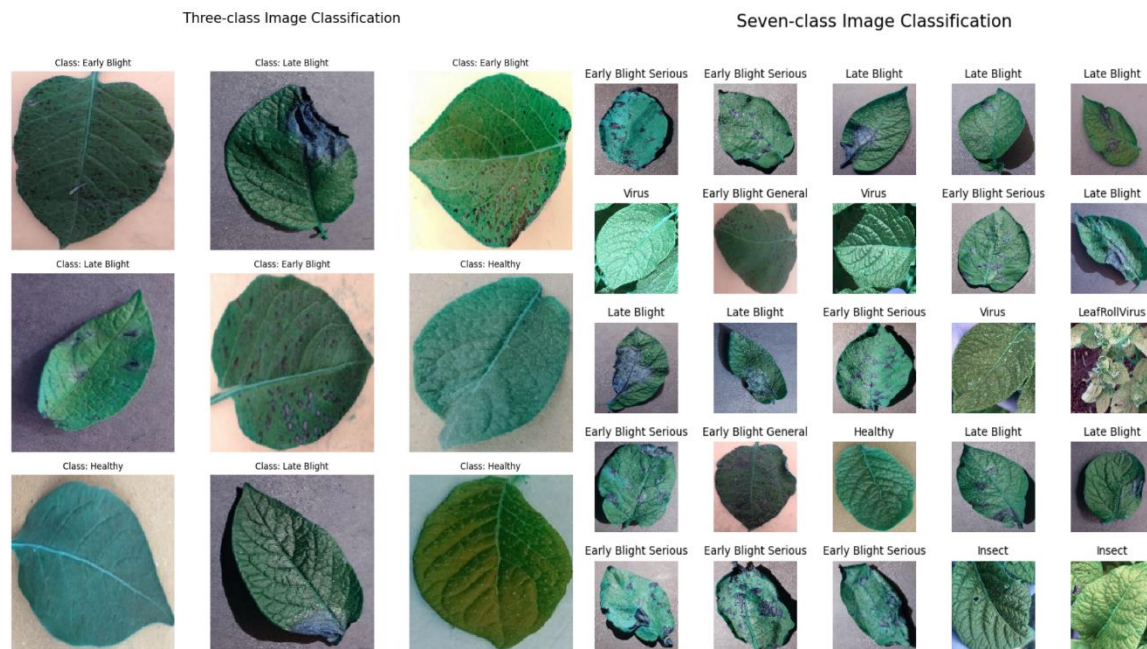 Three-class Image Classification
Class: Early Blight
Class: Late Blight
Class: Early Blight
Class: Late Blight
Class: Early Blight
Class: Healthy
Class: Healthy
Class: Late Blight
Class: Healthy
Seven-class Image Classification
Early Blight Serious
Early Blight Serious
Late Blight
Late Blight
Late Blight
Virus
Early Blight General
Virus
Early Blight Serious
Late Blight
Late Blight
Late Blight
Early Blight Serious
Virus
LeafRollVirus
Early Blight Serious
Early Blight General
Healthy
Late Blight
Late Blight
Early Blight Serious
Early Blight Serious
Early Blight Serious
Insect
Insect